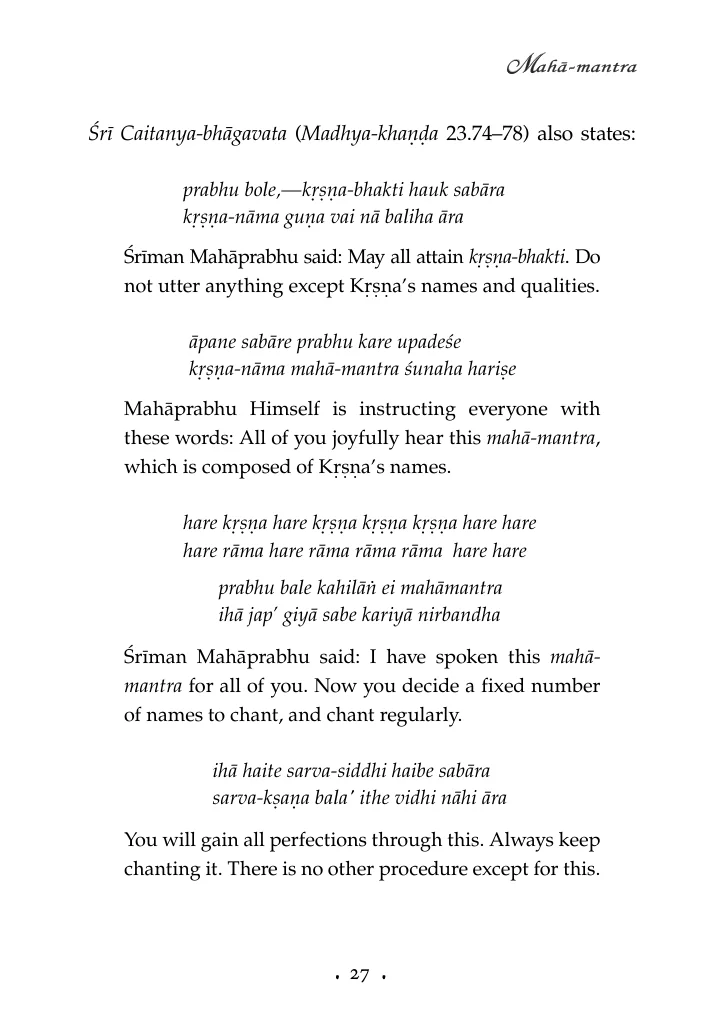 Mahā-mantra
Śrī Caitanya-bhāgavata (Madhya-khaṇḍa 23.74–78) also states:
prabhu bole,—kṛṣṇa-bhakti hauk sabāra
kṛṣṇa-nāma guṇa vai nā baliha āra
Śrīman Mahāprabhu said: May all attain kṛṣṇa-bhakti. Do
not utter anything except Kṛṣṇa’s names and qualities.
āpane sabāre prabhu kare upadeśe
kṛṣṇa-nāma mahā-mantra śunaha hariṣe
Mahāprabhu Himself is instructing everyone with
these words: All of you joyfully hear this mahā-mantra,
which is composed of Kṛṣṇa’s names.
hare kṛṣṇa hare kṛṣṇa kṛṣṇa kṛṣṇa hare hare
hare rāma hare rāma rāma rāma  hare hare
prabhu bale kahilāṅ ei mahāmantra
ihā jap’ giyā sabe kariyā nirbandha
Śrīman Mahāprabhu said: I have spoken this mahā-
mantra for all of you. Now you decide a fixed number
of names to chant, and chant regularly.
ihā haite sarva-siddhi haibe sabāra
sarva-kṣaṇa bala’ ithe vidhi nāhi āra
You will gain all perfections through this. Always keep
chanting it. There is no other procedure except for this.
• 27 •